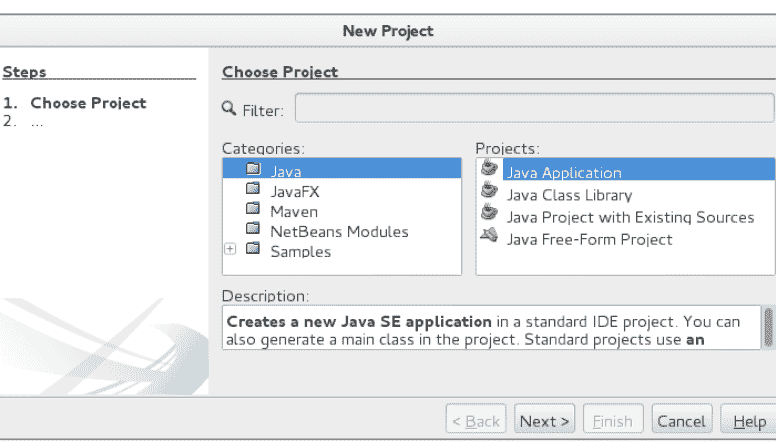 New Project
Steps
1. Choose Project
2. ...
Choose Project
Filter:
Categories:
Java
JavaFX
Maven
NetBeans Modules
Samples
Projects:
Java Application
Java Class Library
Java Project with Existing Sources
Java Free-Form Project
Description:
Creates a new Java SE application in a standard IDE project. You can
also generate a main class in the project. Standard projects use an
< Back
Next >
Finish
Cancel
Help